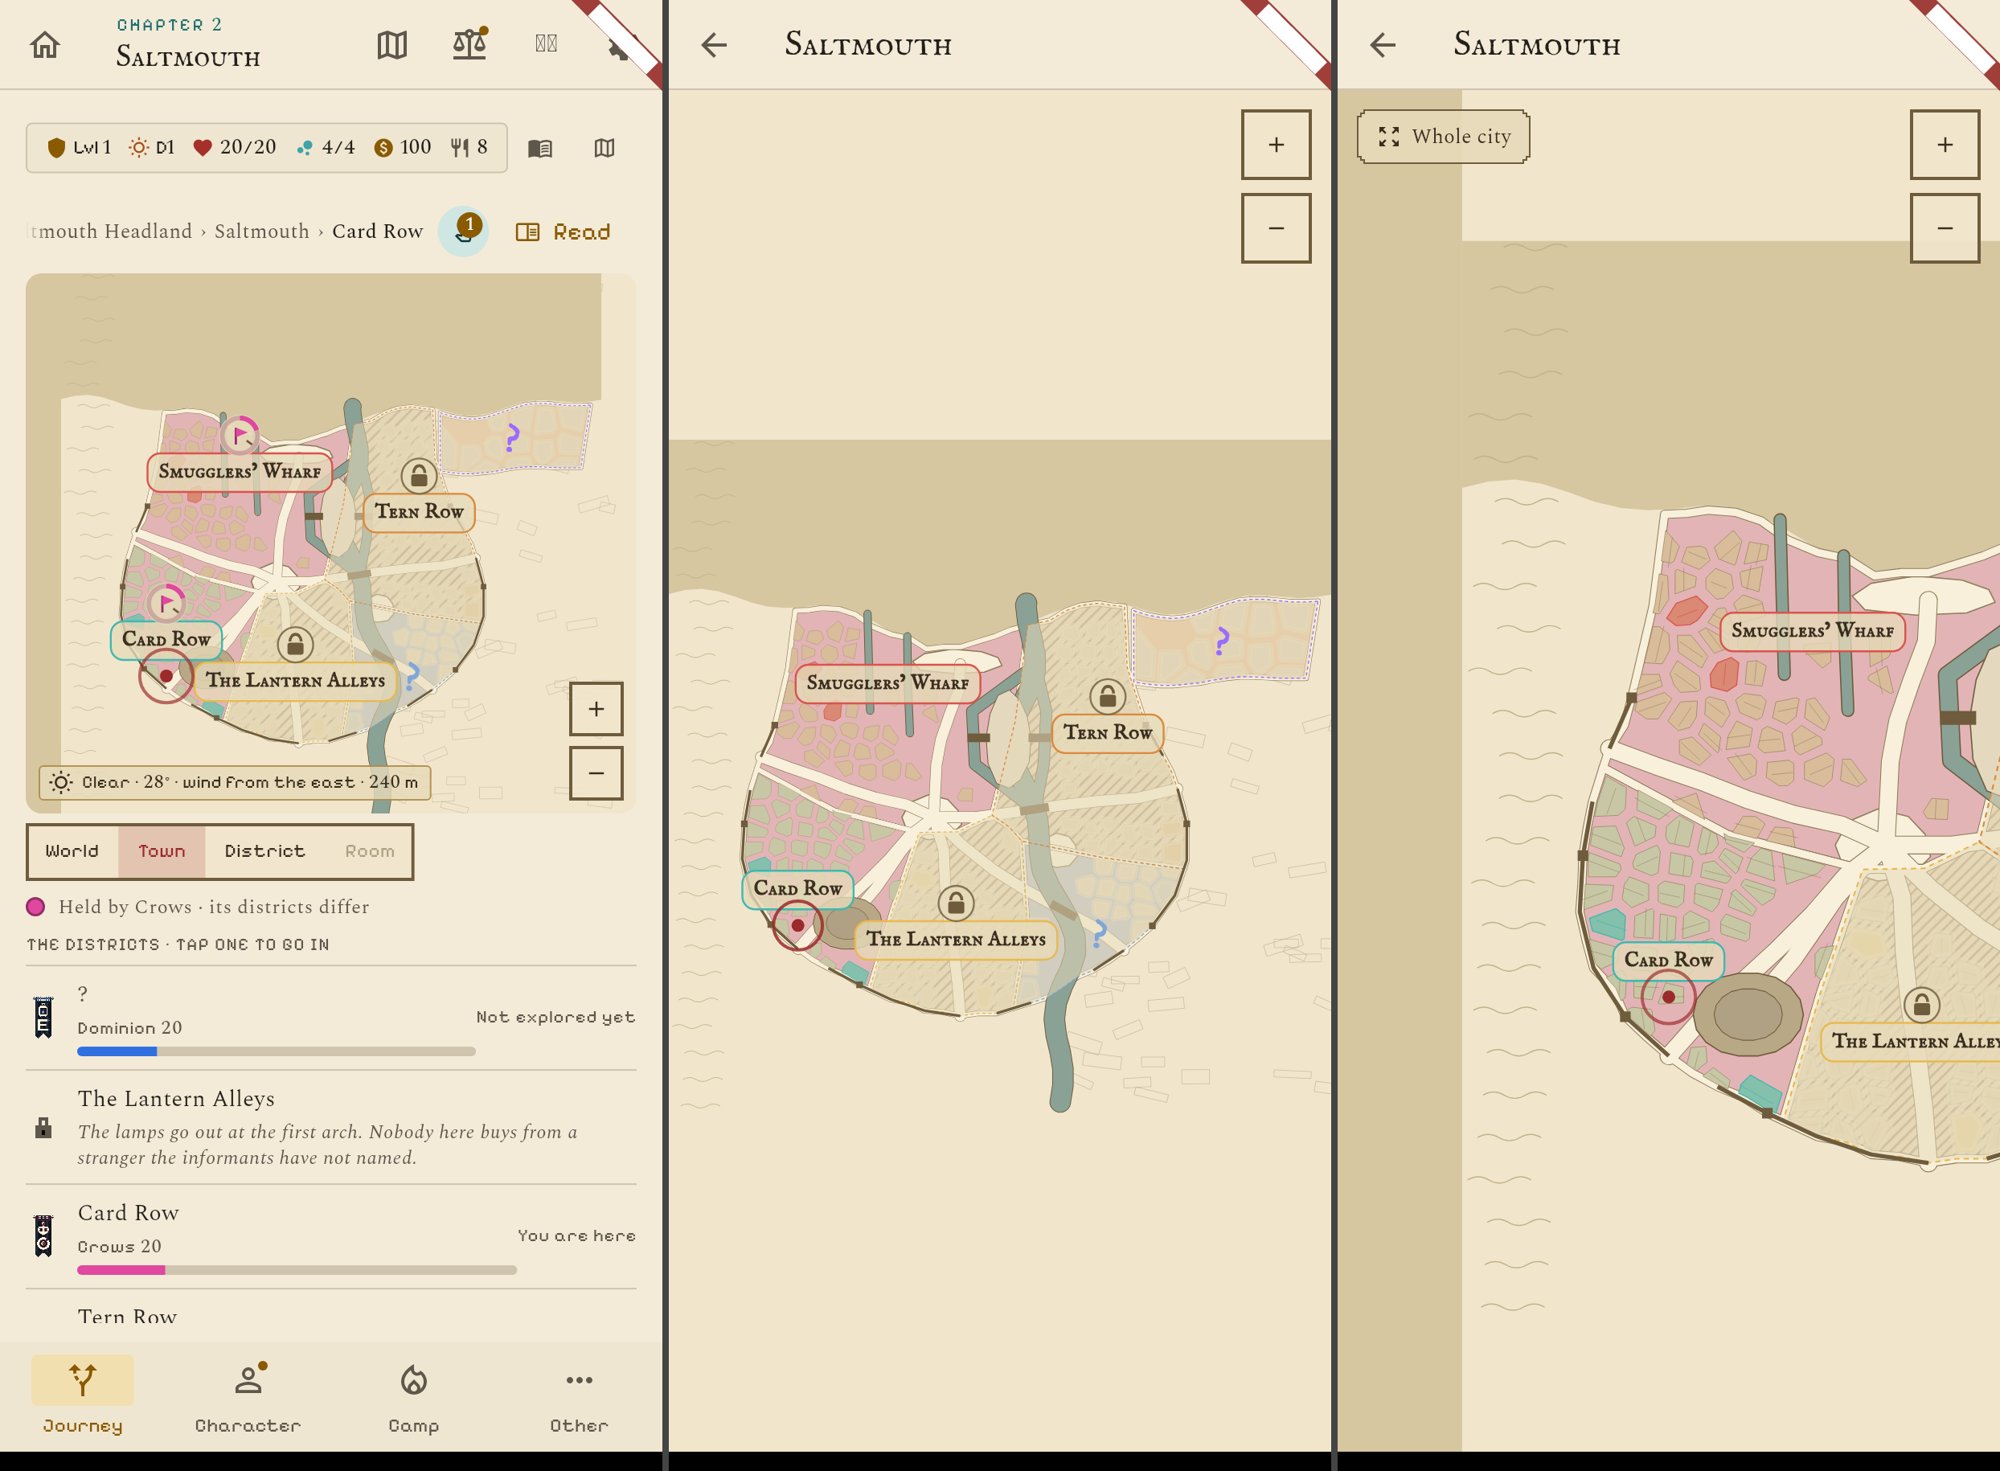 CHAPTER 2
Saltmouth
Lvl 1
D1
20/20
4/4
100
8
tmouth Headland › Saltmouth › Card Row
1
Read
Smugglers' Wharf
?
Tern Row
Card Row
The Lantern Alleys
?
+
−
Clear · 28° · wind from the east · 240 m
World
Town
District
Room
Held by Crows · its districts differ
THE DISTRICTS · TAP ONE TO GO IN
?
Dominion 20
Not explored yet
The Lantern Alleys
The lamps go out at the first arch. Nobody here buys from a
stranger the informants have not named.
Card Row
Crows 20
You are here
Tern Row
Journey
Character
Camp
Other
Saltmouth
+
−
?
Smugglers' Wharf
Tern Row
Card Row
The Lantern Alleys
?
Saltmouth
Whole city
+
−
Smugglers' Wharf
Card Row
The Lantern Alley